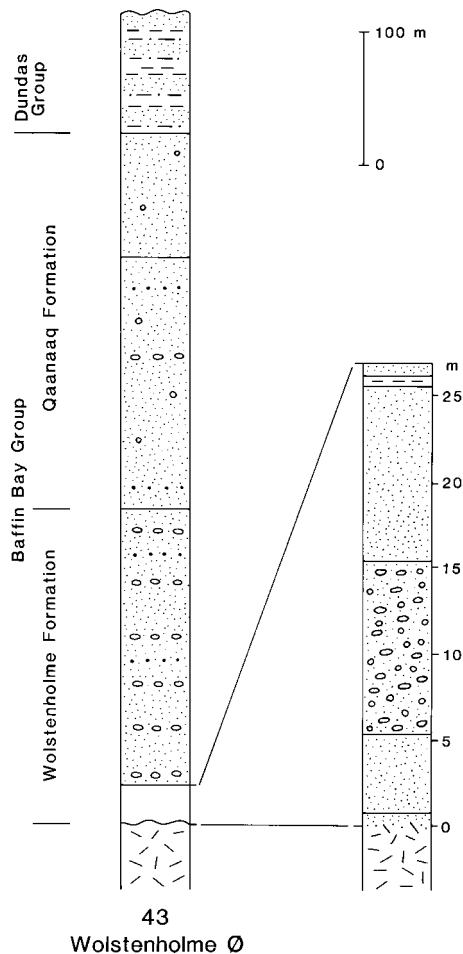 Dundas
Group
Qaanaaq Formation
Baffin Bay Group
Wolstenholme Formation
100 m
0
m
25
20
15
10
5
0
43
Wolstenholme Ø